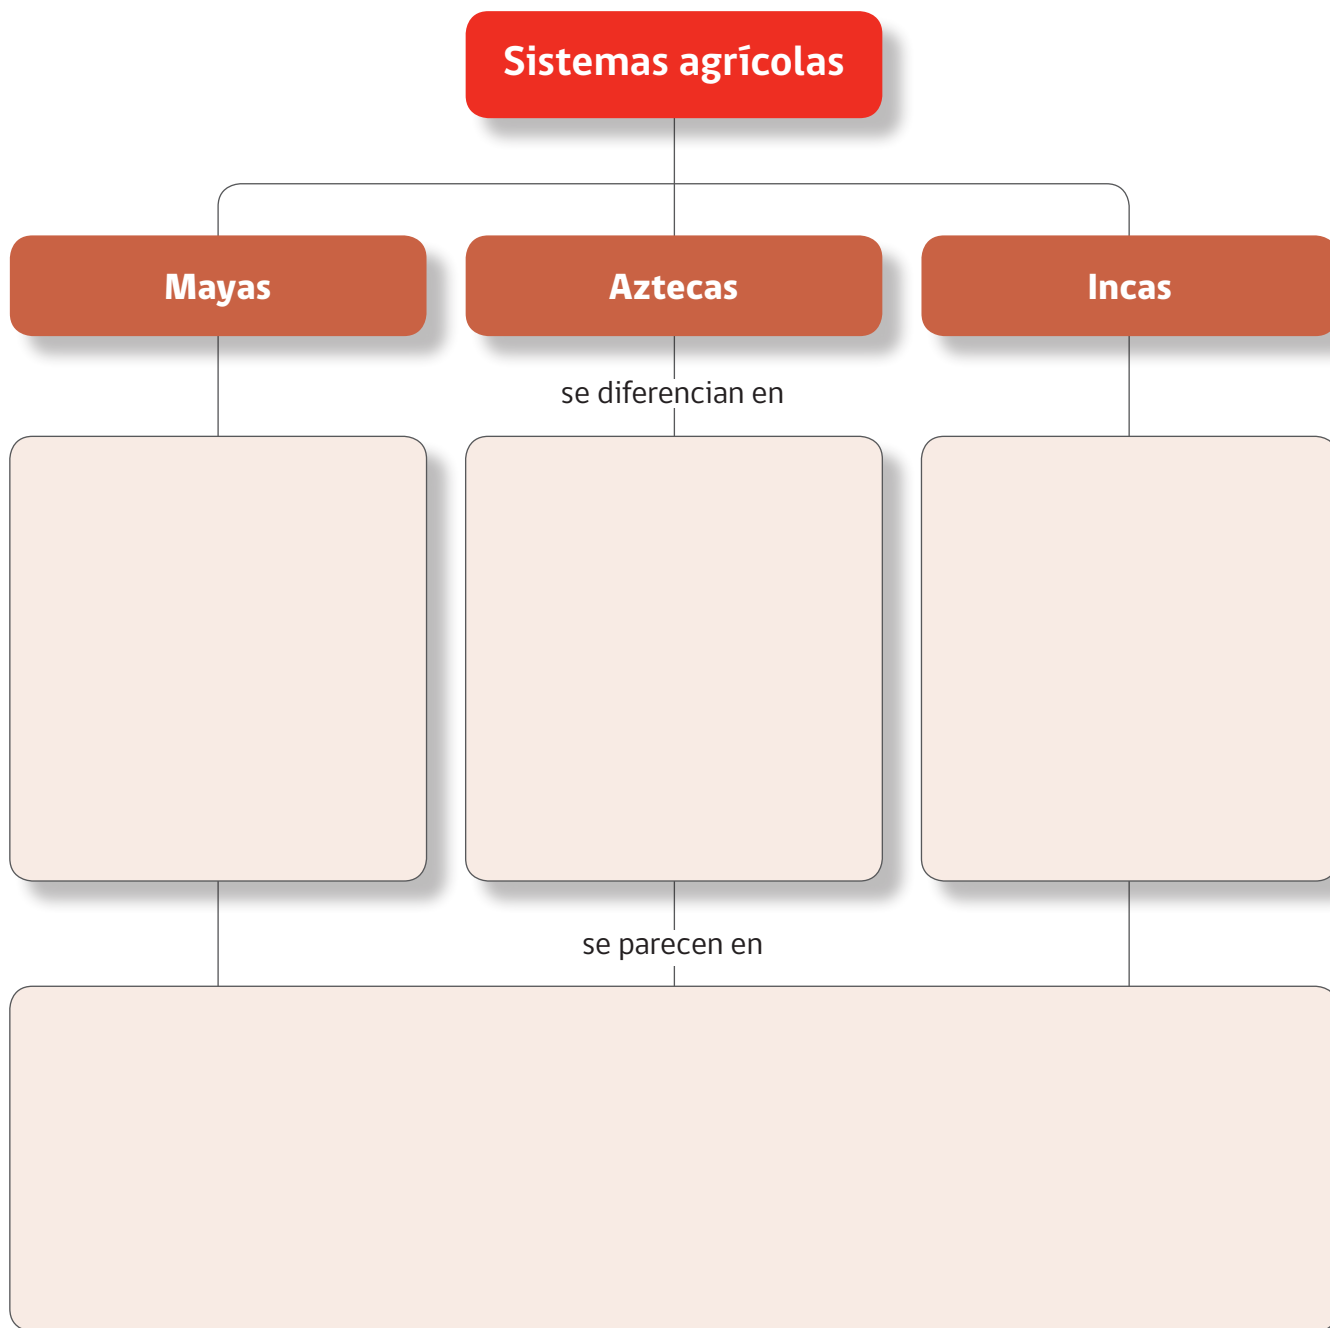 Sistemas agrícolas
Mayas
Aztecas
Incas
se diferencian en
se parecen en